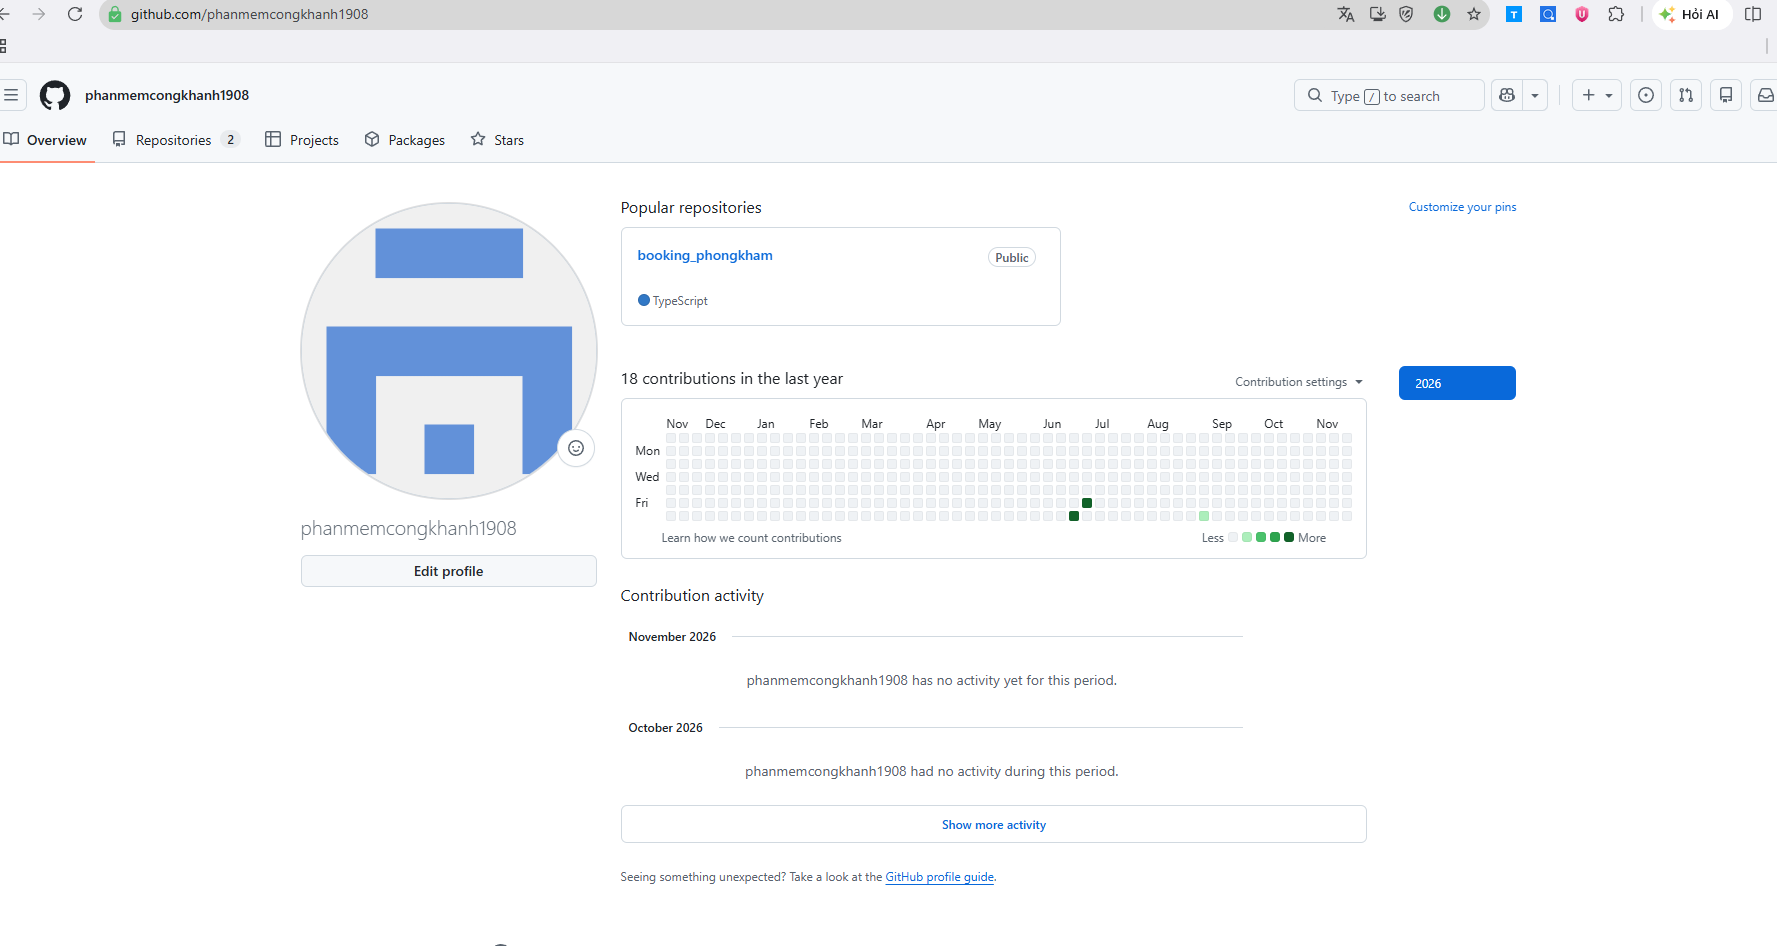 github.com/phanmemcongkhanh1908
T
U
Hỏi AI
phanmemcongkhanh1908
Type / to search
Overview
Repositories 2
Projects
Packages
Stars
Popular repositories
Customize your pins
booking_phongkham
Public
TypeScript
18 contributions in the last year
Contribution settings
2026
Nov Dec Jan Feb Mar Apr May Jun Jul Aug Sep Oct Nov
Mon
Wed
Fri
Learn how we count contributions
Less More
phanmemcongkhanh1908
Edit profile
Contribution activity
November 2026
phanmemcongkhanh1908 has no activity yet for this period.
October 2026
phanmemcongkhanh1908 had no activity during this period.
Show more activity
Seeing something unexpected? Take a look at the GitHub profile guide.